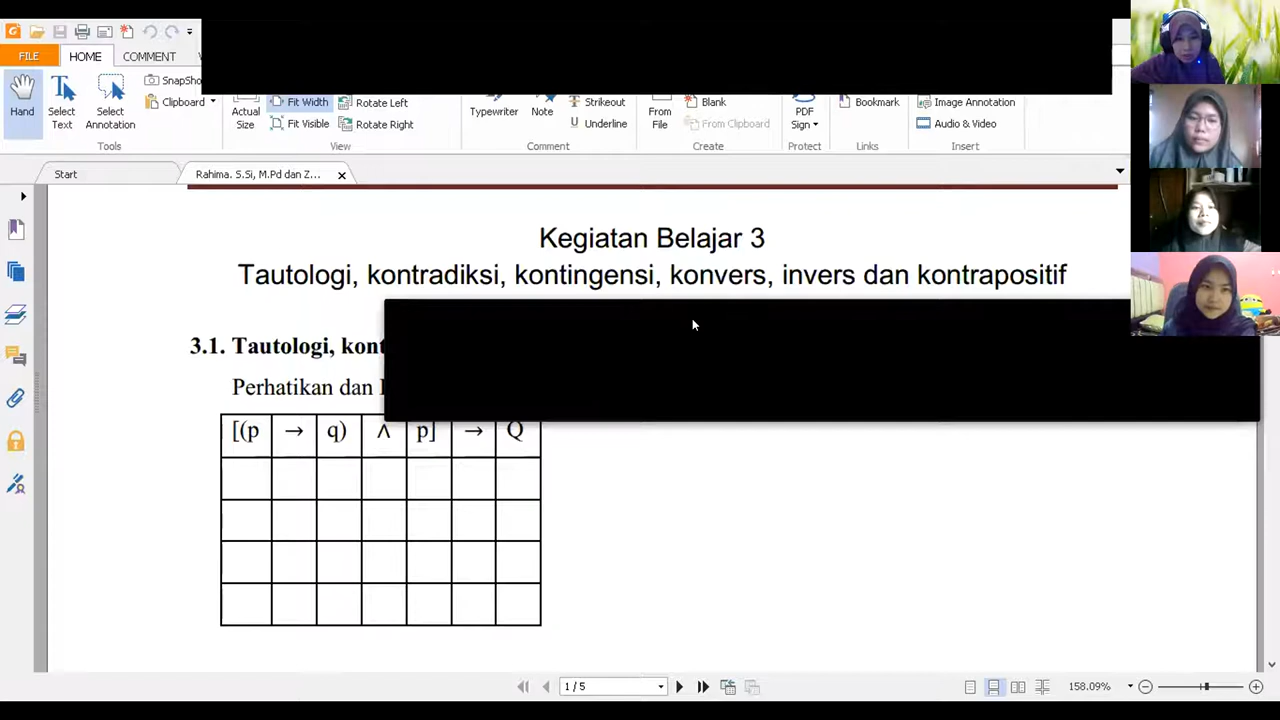 FILE
HOME
COMMENT
Hand
Select
Text
Select
Annotation
SnapSho
Clipboard
Tools
Actual
Size
Fit Width
Fit Visible
Rotate Left
Rotate Right
View
Typewriter
Note
Strikeout
Underline
Comment
From
File
Blank
From Clipboard
Create
PDF
Sign
Protect
Bookmark
Links
Image Annotation
Audio & Video
Insert
Start
Rahima. S.Si, M.Pd dan Z...
Kegiatan Belajar 3
Tautologi, kontradiksi, kontingensi, konvers, invers dan kontrapositif
3.1. Tautologi, kont
Perhatikan dan
[(p → q) ∧ p] → Q
1 / 5
158.09%